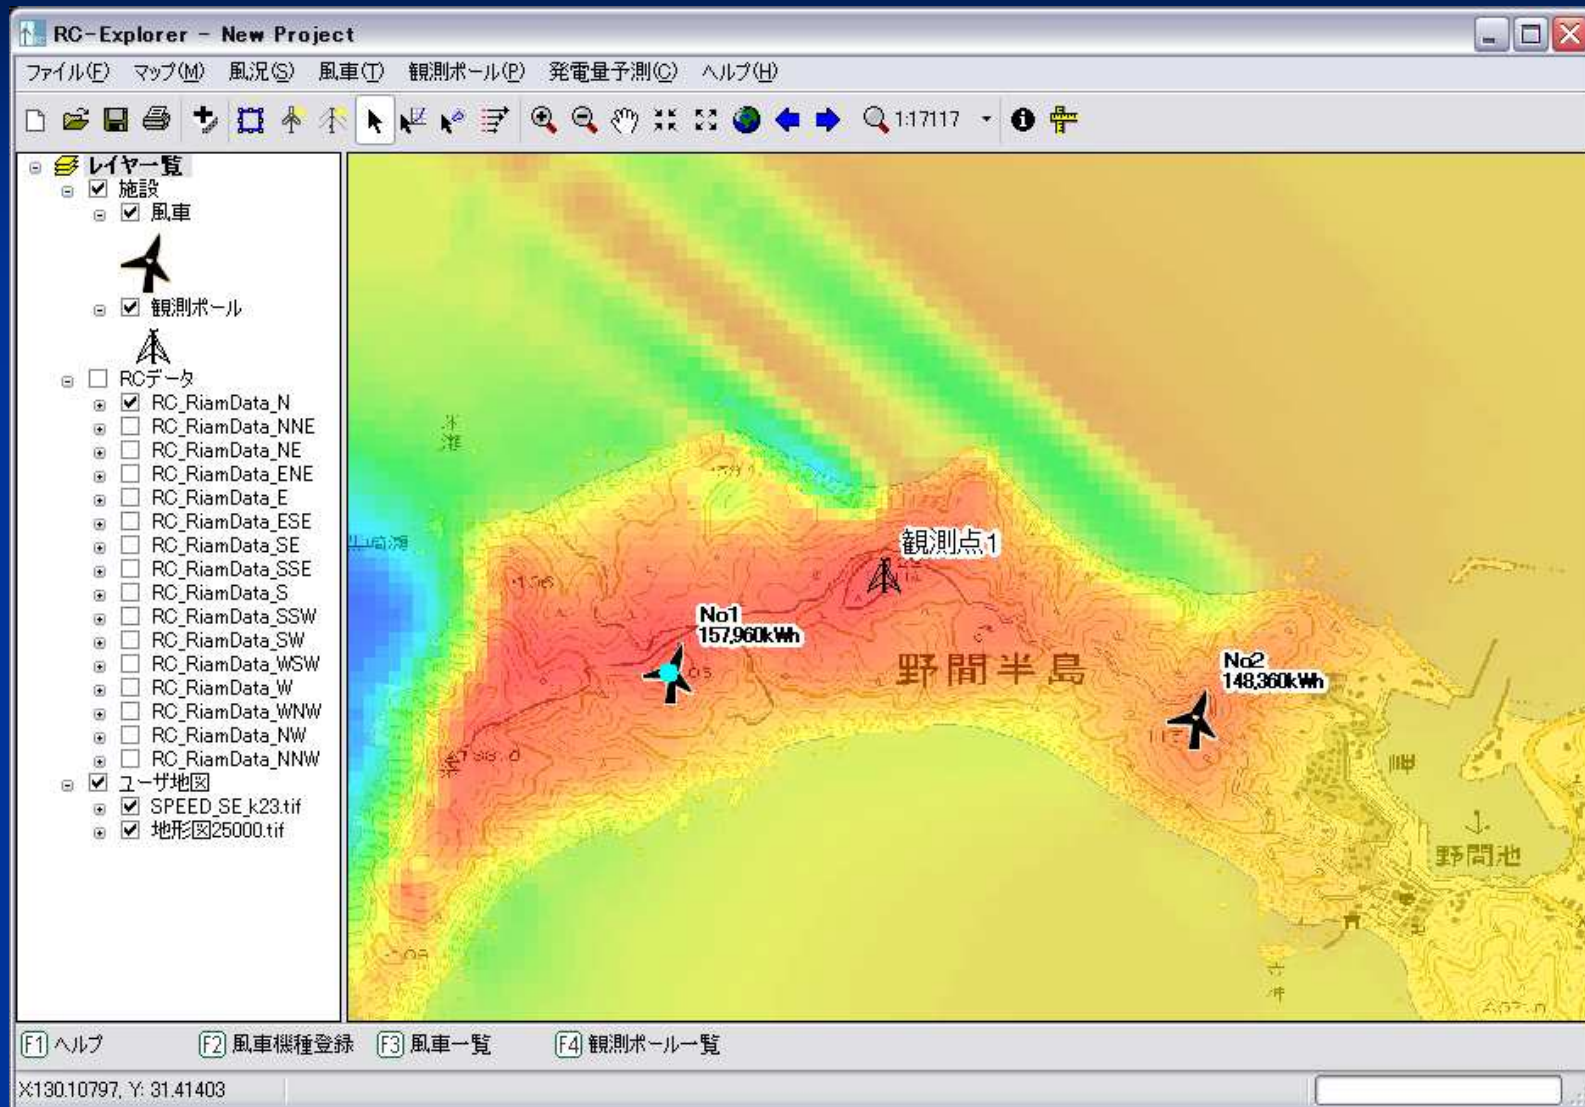 RC-Explorer - New Project
ファイル(F) マップ(M) 風況(S) 風車(T) 観測ポール(P) 発電量予測(C) ヘルプ(H)
1:17117
レイヤ一覧
施設
風車
観測ポール
RCデータ
RC_RiamData_N
RC_RiamData_NNE
RC_RiamData_NE
RC_RiamData_ENE
RC_RiamData_E
RC_RiamData_ESE
RC_RiamData_SE
RC_RiamData_SSE
RC_RiamData_S
RC_RiamData_SSW
RC_RiamData_SW
RC_RiamData_WSW
RC_RiamData_W
RC_RiamData_WNW
RC_RiamData_NW
RC_RiamData_NNW
ユーザ地図
SPEED_SE_k23.tif
地形図25000.tif
観測点1
No1
157,960kWh
野間半島
No2
148,360kWh
野間池
F1 ヘルプ F2 風車機種登録 F3 風車一覧 F4 観測ポール一覧
X:130.10797, Y: 31.41403